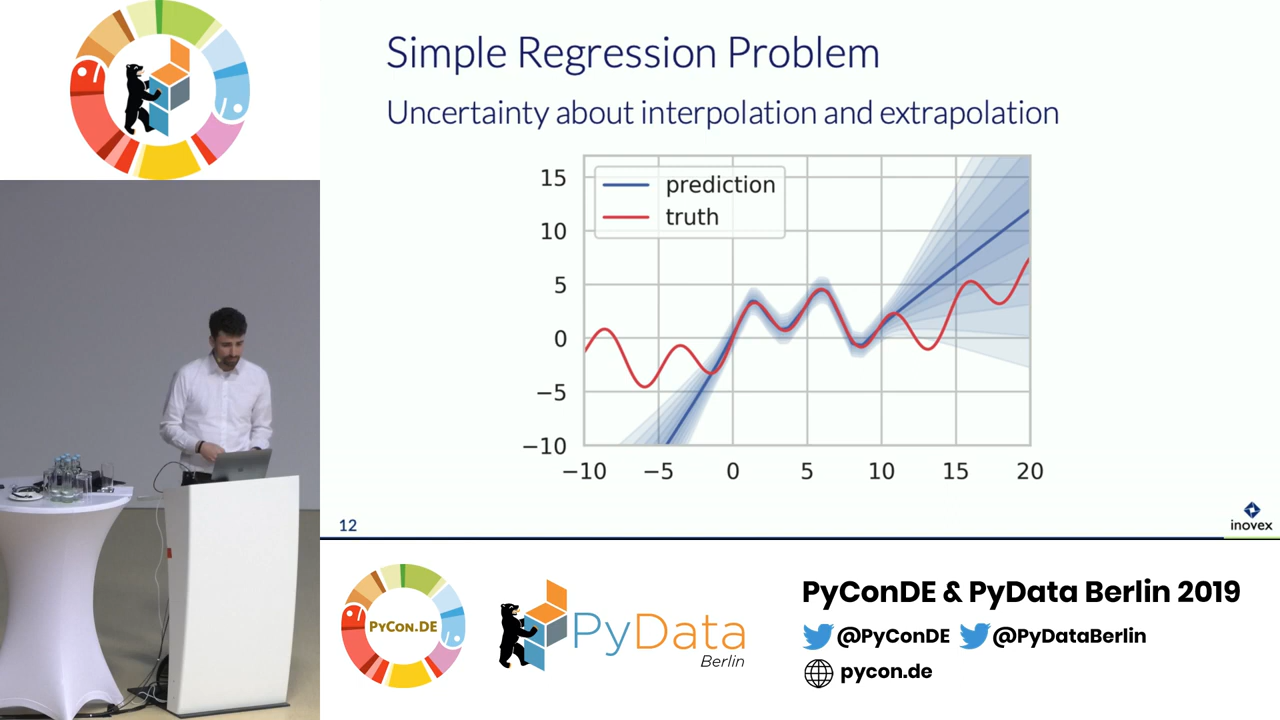 Simple Regression Problem
Uncertainty about interpolation and extrapolation
prediction
truth
15
10
5
0
−5
−10
−10 −5 0 5 10 15 20
12
inovex
PyCon.DE
PyData
Berlin
PyConDE & PyData Berlin 2019
@PyConDE @PyDataBerlin
pycon.de